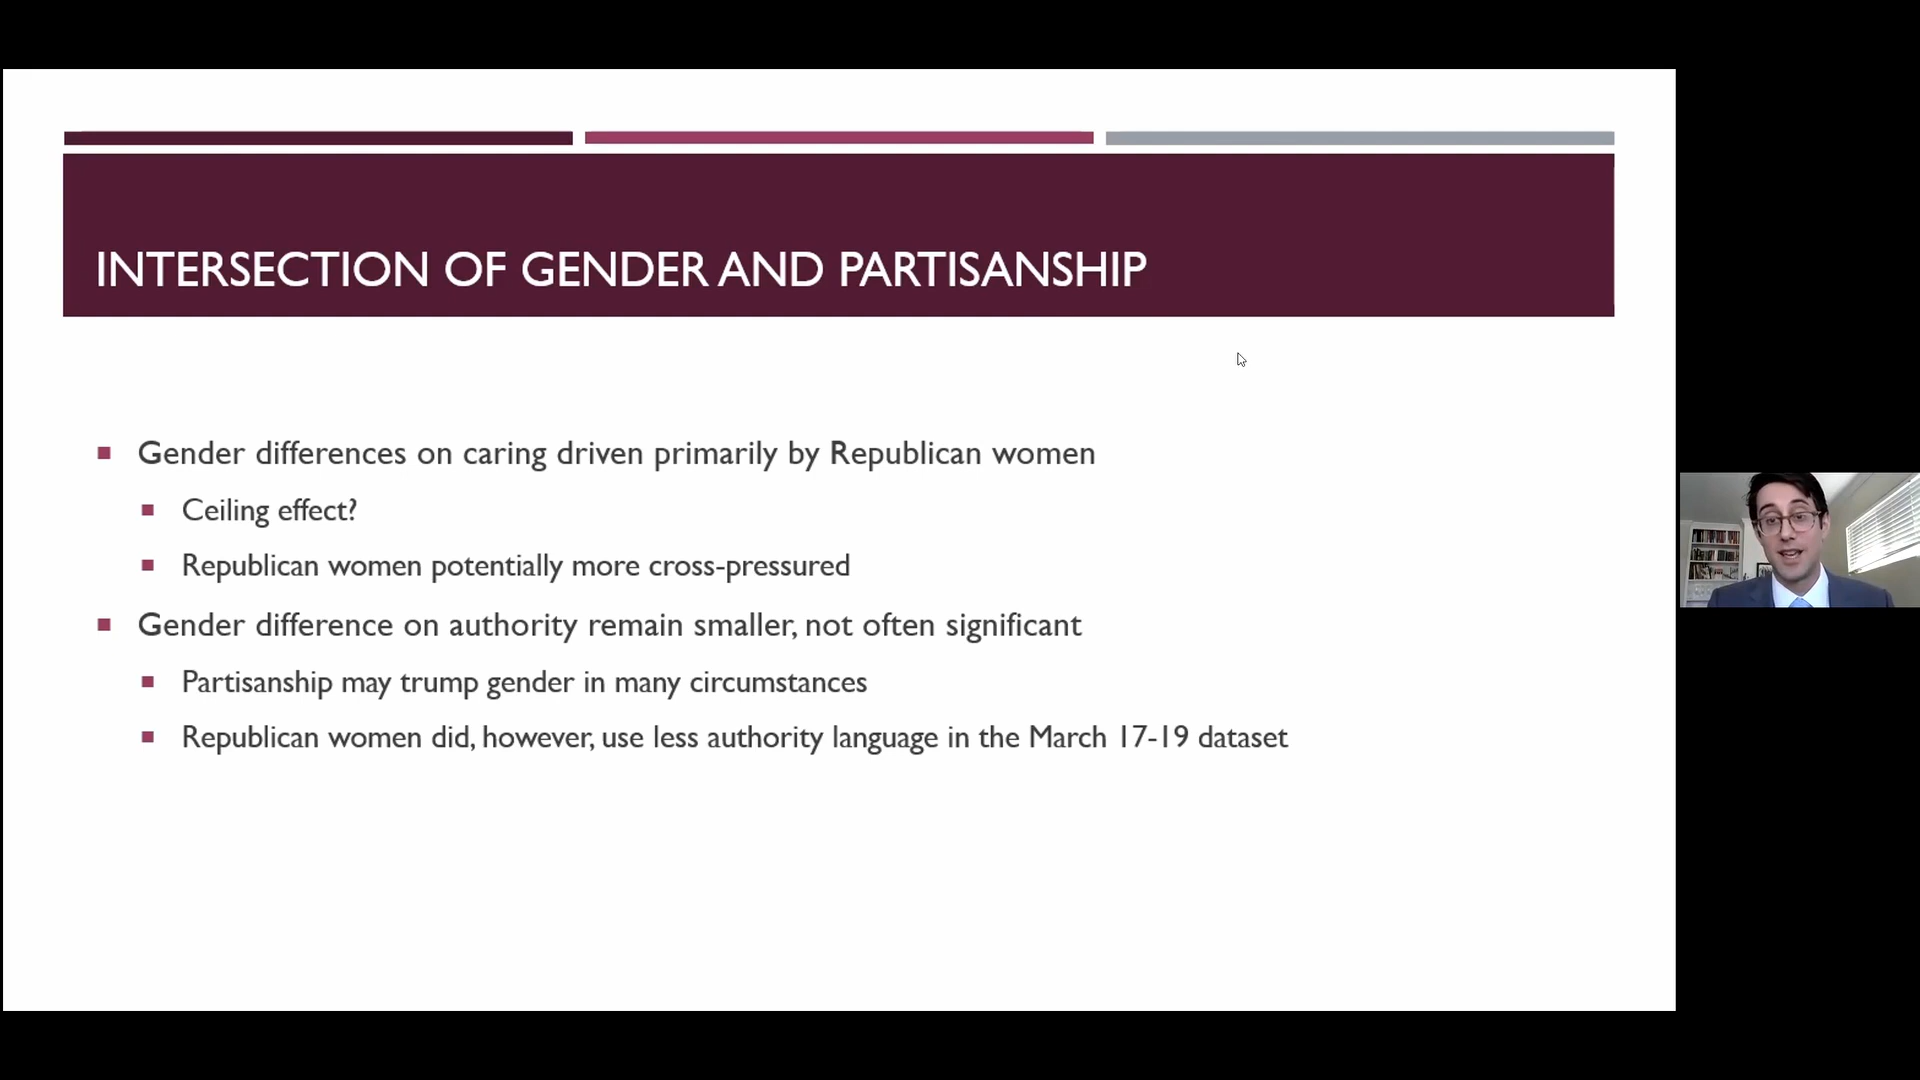 INTERSECTION OF GENDER AND PARTISANSHIP
Gender differences on caring driven primarily by Republican women
Ceiling effect?
Republican women potentially more cross-pressured
Gender difference on authority remain smaller, not often significant
Partisanship may trump gender in many circumstances
Republican women did, however, use less authority language in the March 17-19 dataset